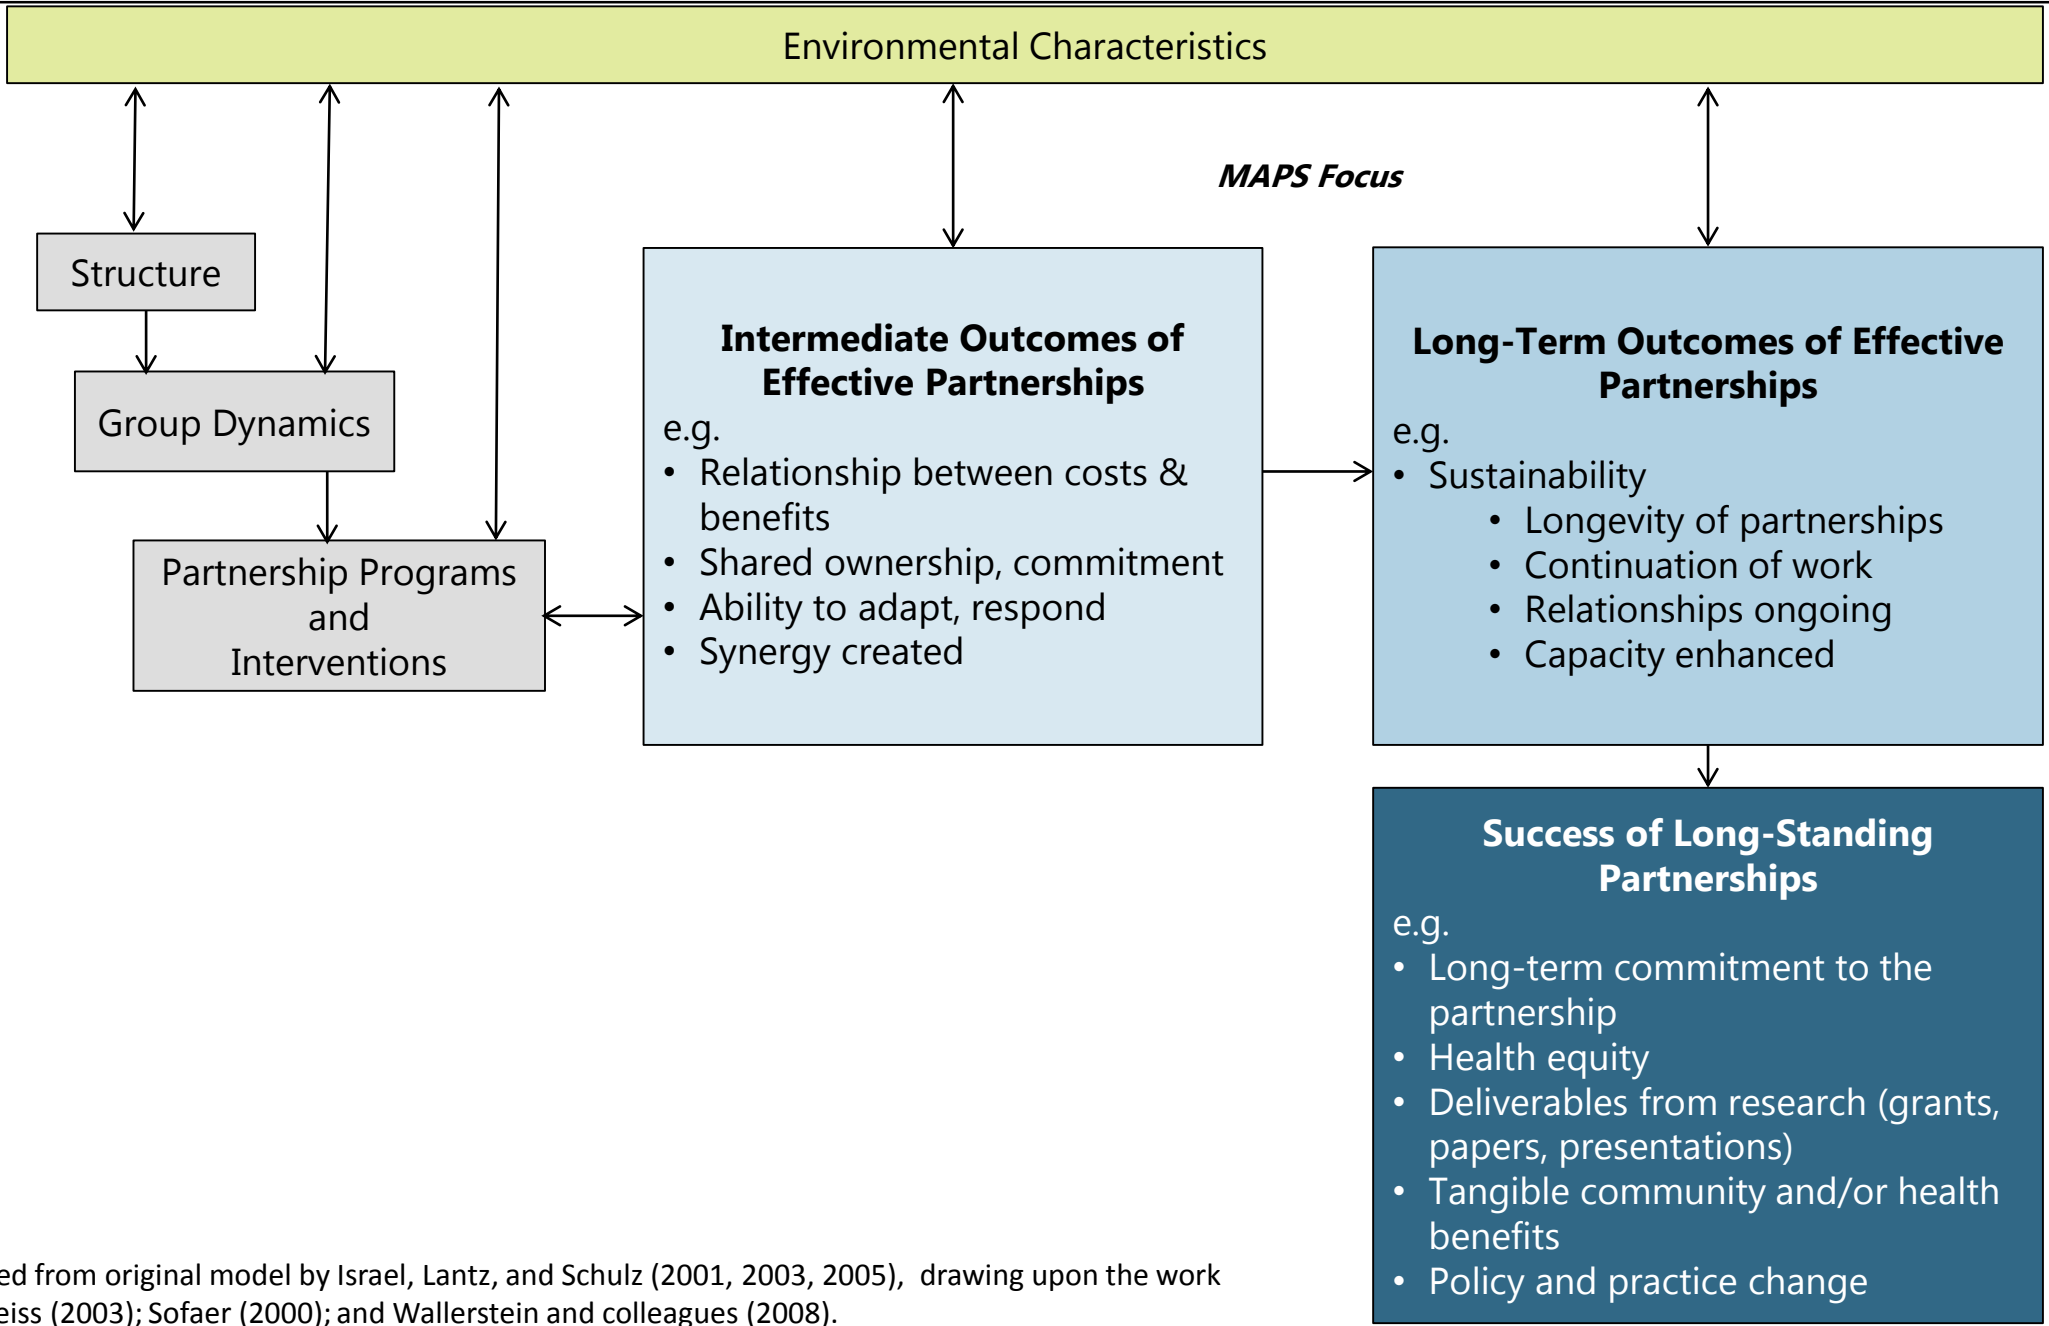 Environmental Characteristics
MAPS Focus
Structure
Group Dynamics
Partnership Programs
and
Interventions
Intermediate Outcomes of
Effective Partnerships
e.g.
• Relationship between costs &
benefits
• Shared ownership, commitment
• Ability to adapt, respond
• Synergy created
Long-Term Outcomes of Effective
Partnerships
e.g.
• Sustainability
• Longevity of partnerships
• Continuation of work
• Relationships ongoing
• Capacity enhanced
Success of Long-Standing
Partnerships
e.g.
• Long-term commitment to the
partnership
• Health equity
• Deliverables from research (grants,
papers, presentations)
• Tangible community and/or health
benefits
• Policy and practice change
from original model by Israel, Lantz, and Schulz (2001, 2003, 2005), drawing upon the work
(2003); Sofaer (2000); and Wallerstein and colleagues (2008).